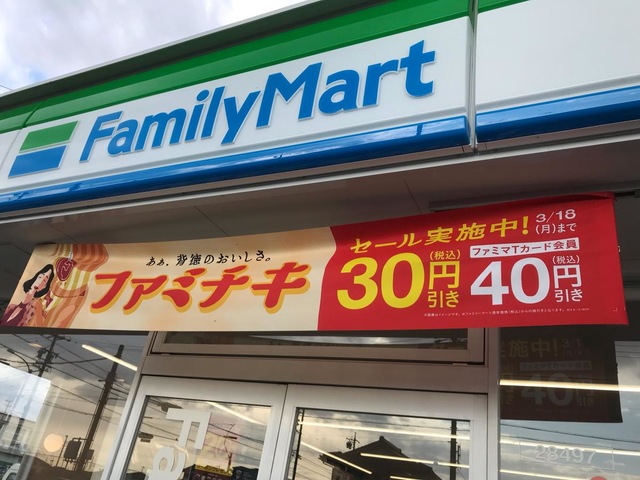 FamilyMart
ああ、背徳のおいしさ。
ファミチキ
セール実施中!
3/18
(月)まで
30円
(税込)
引き
ファミマTカード会員
40円
(税込)
引き
28497